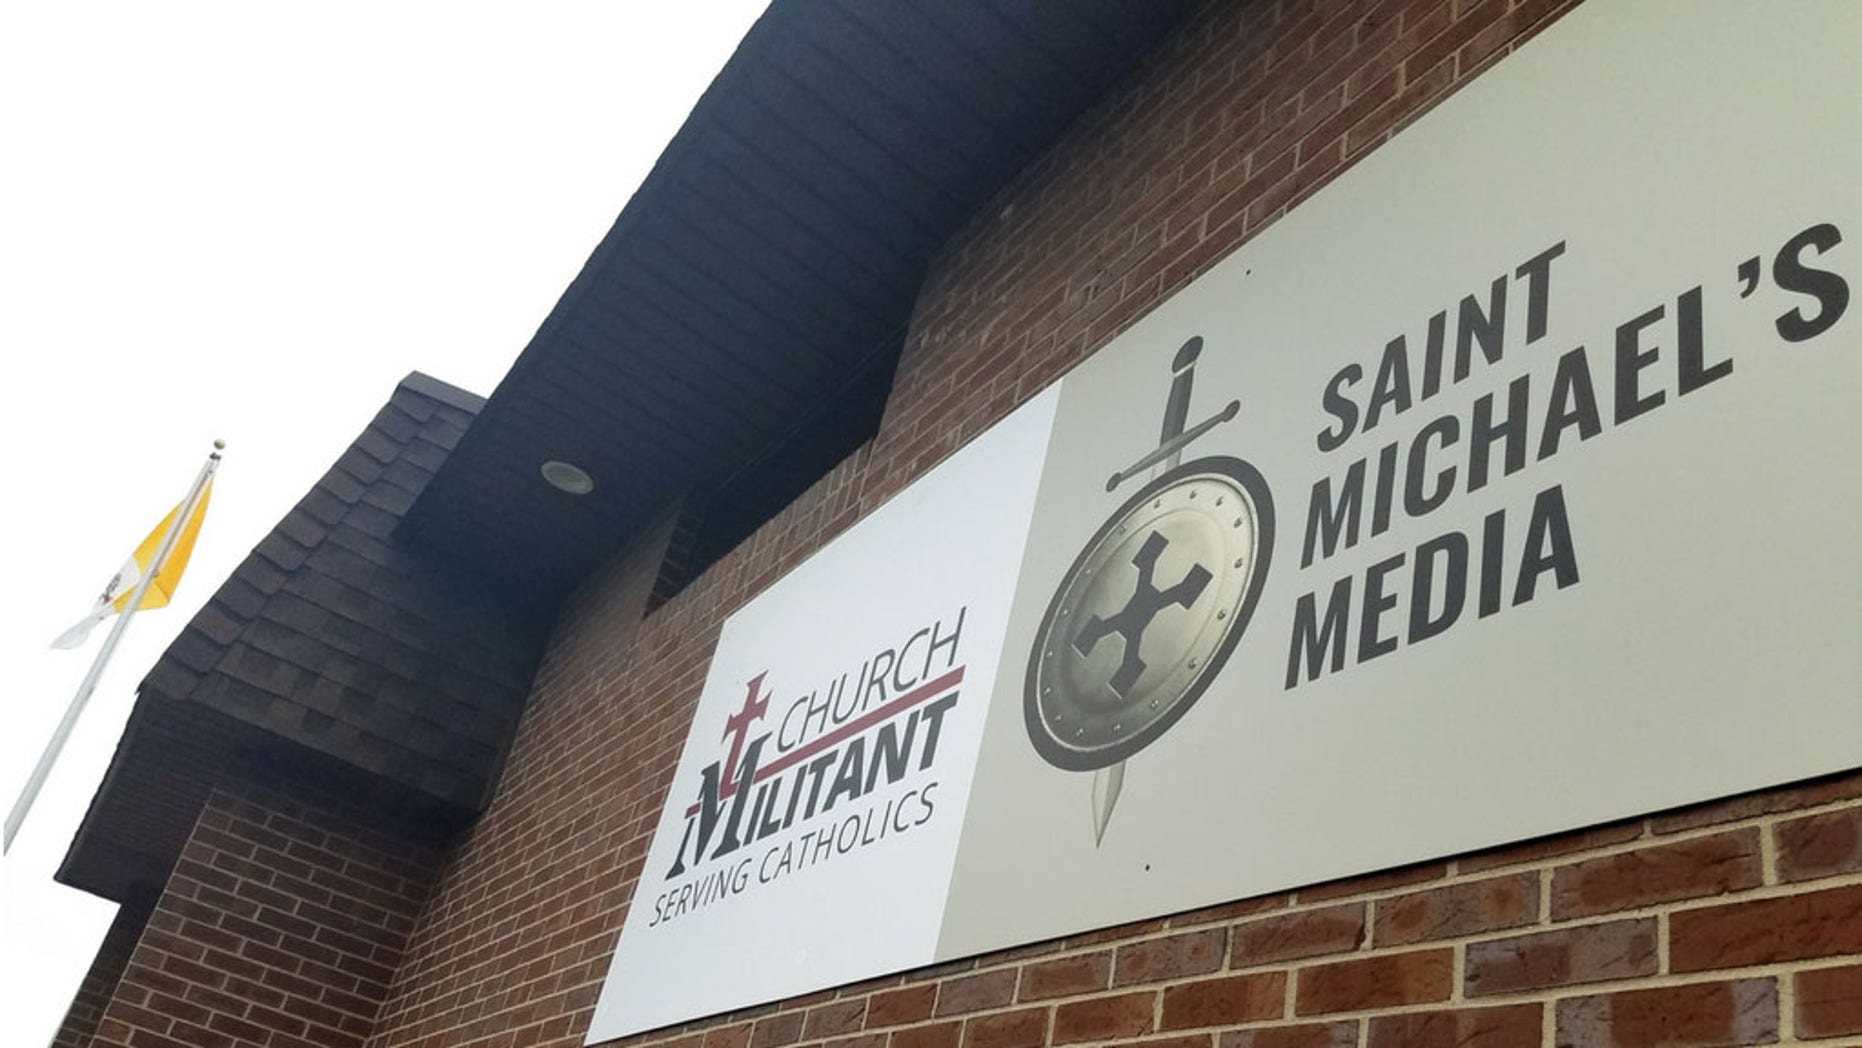 CHURCH
MILITANT
SERVING CATHOLICS
SAINT
MICHAEL'S
MEDIA